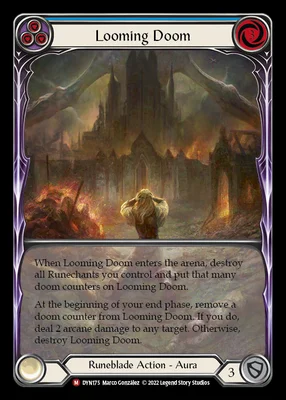 Looming Doom
When Looming Doom enters the arena, destroy
all Runechants you control and put that many
doom counters on Looming Doom.
At the beginning of your end phase, remove a
doom counter from Looming Doom. If you do,
deal 2 arcane damage to any target. Otherwise,
destroy Looming Doom.
Runeblade Action - Aura
3
M DYN175 Marco González © 2022 Legend Story Studios